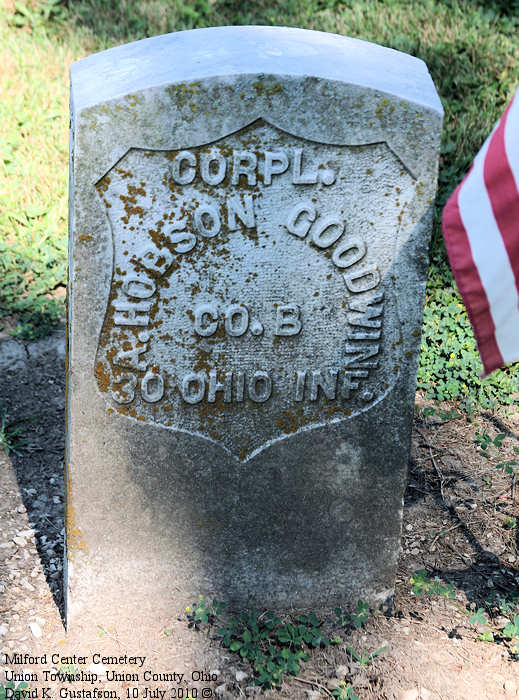 CORPL.
A. HOBSON GOODWIN
CO. B
30 OHIO INF.
Milford Center Cemetery
Union Township, Union County, Ohio
David K. Gustafson, 10 July 2010 ©